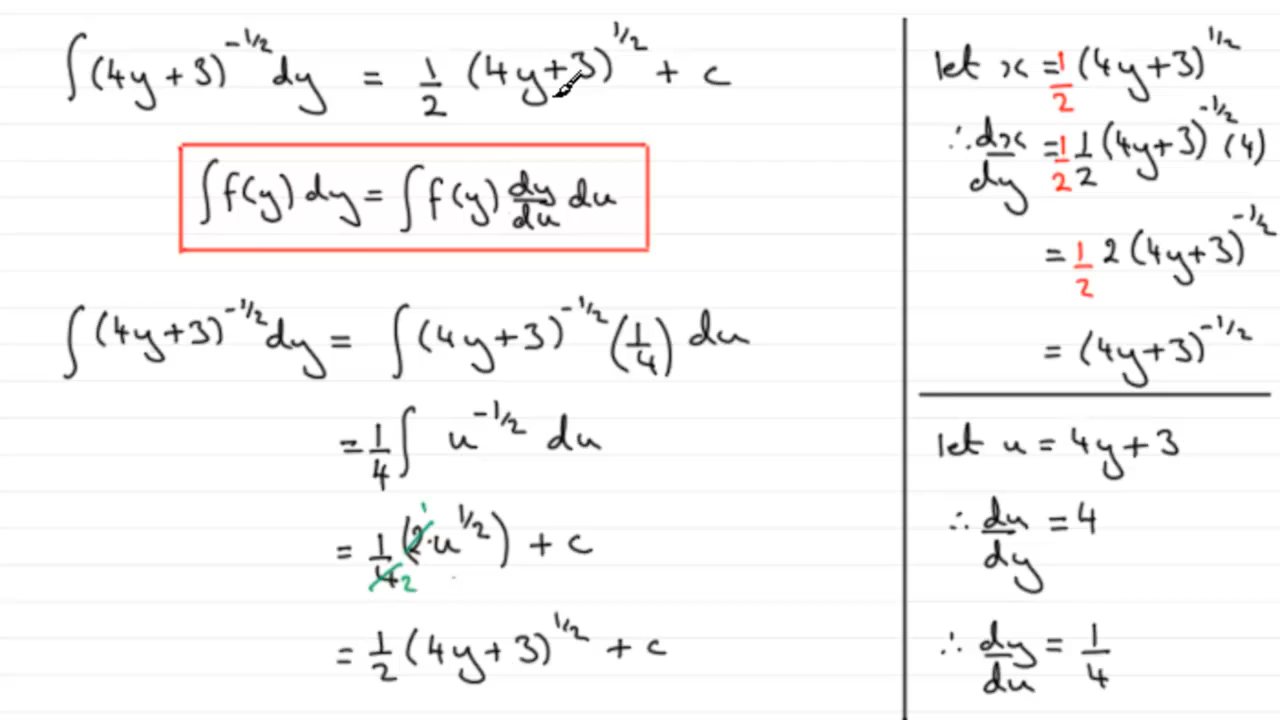 ∫(4y+3)^{-1/2} dy = 1/2 (4y+3)^{1/2} + c
∫f(y) dy = ∫f(y) dy/du du
∫(4y+3)^{-1/2} dy = ∫(4y+3)^{-1/2} (1/4) du
= 1/4 ∫ u^{-1/2} du
= 1/4 (2·u^{1/2}) + c
1
2
= 1/2 (4y+3)^{1/2} + c
let x = 1/2 (4y+3)^{1/2}
∴ dx/dy = 1/2 1/2 (4y+3)^{-1/2} (4)
= 1/2 2 (4y+3)^{-1/2}
= (4y+3)^{-1/2}
let u = 4y+3
∴ du/dy = 4
∴ dy/du = 1/4